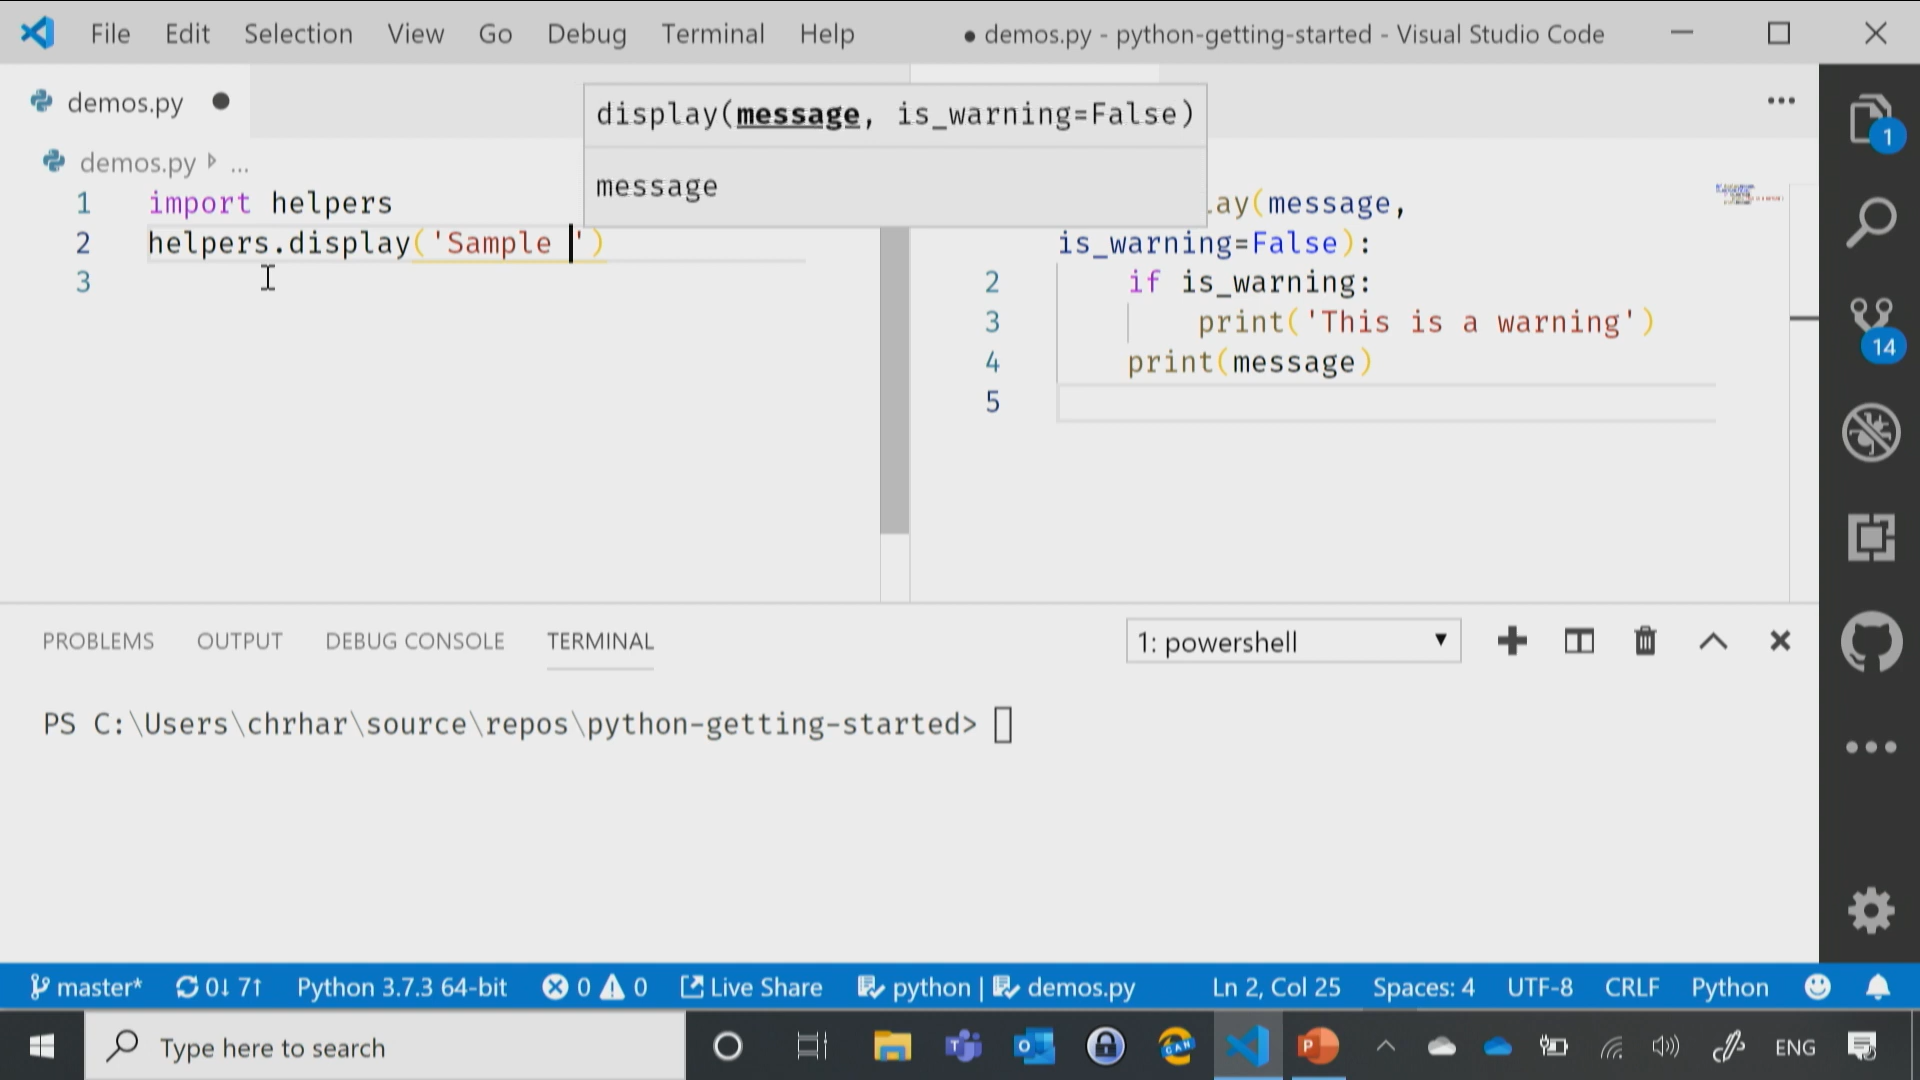 File Edit Selection View Go Debug Terminal Help
● demos.py - python-getting-started - Visual Studio Code
demos.py
display(message, is_warning=False)
message
demos.py ...
1 import helpers
2 helpers.display('Sample ')
3
ay(message,
is_warning=False):
2 if is_warning:
3 print('This is a warning')
4 print(message)
5
1
14
PROBLEMS OUTPUT DEBUG CONSOLE TERMINAL
1: powershell
PS C:\Users\chrhar\source\repos\python-getting-started>
master* 0↓ 7↑ Python 3.7.3 64-bit 0 0 Live Share python | demos.py Ln 2, Col 25 Spaces: 4 UTF-8 CRLF Python
Type here to search
CAN
ENG